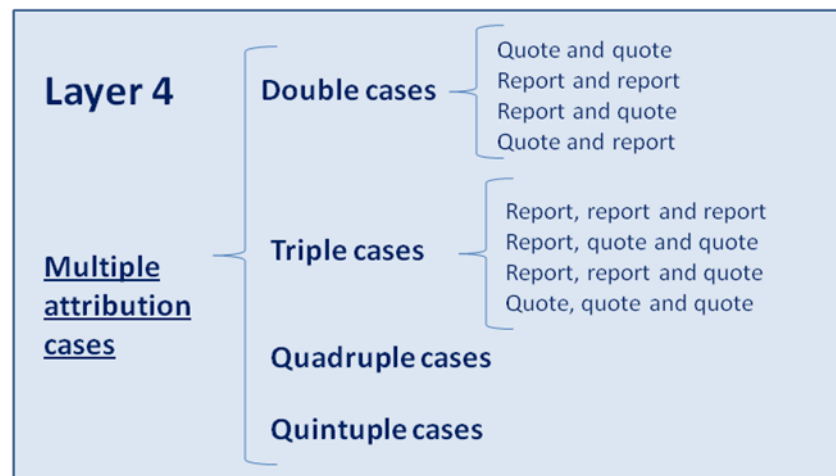 Layer 4
Multiple
attribution
cases
Double cases
Quote and quote
Report and report
Report and quote
Quote and report
Triple cases
Report, report and report
Report, quote and quote
Report, report and quote
Quote, quote and quote
Quadruple cases
Quintuple cases